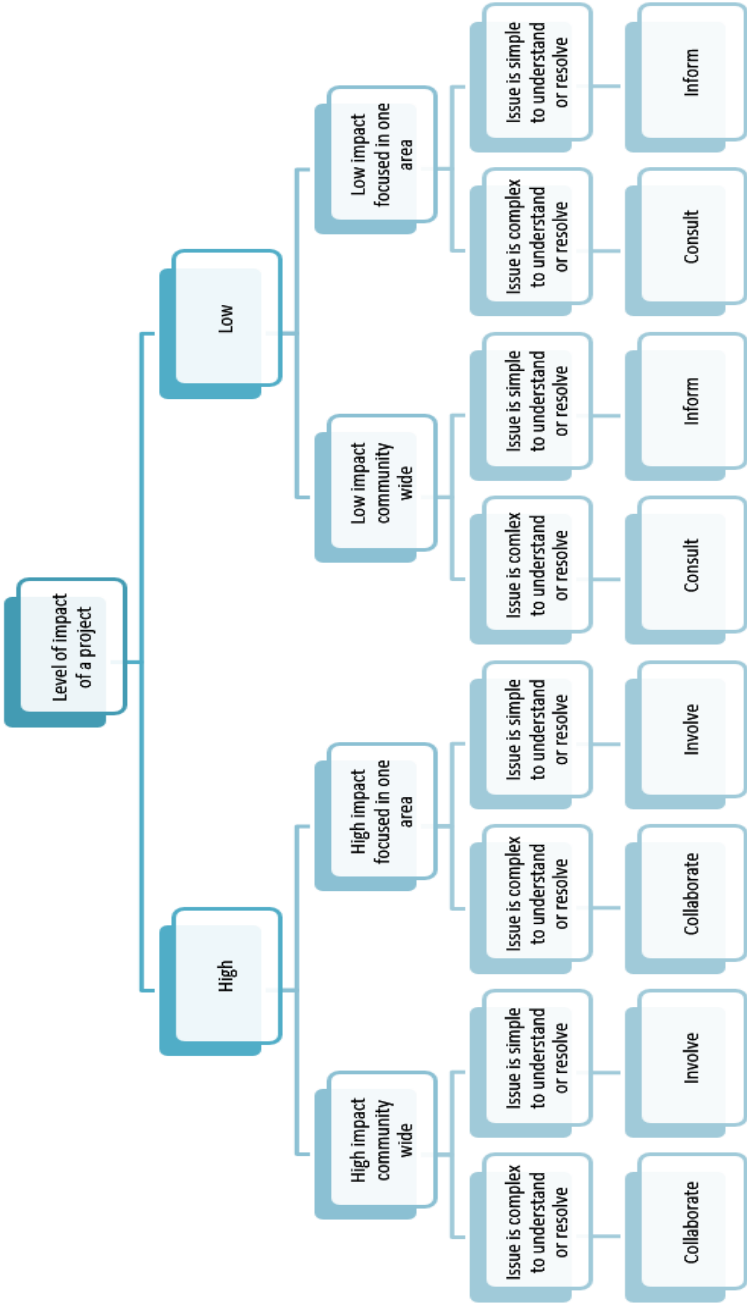 Level of impact
of a project
High
Low
High impact
community
wide
High impact
focused in one
area
Low impact
community
wide
Low impact
focused in one
area
Issue is complex
to understand
or resolve
Issue is simple
to understand
or resolve
Issue is complex
to understand
or resolve
Issue is simple
to understand
or resolve
Issue is comlex
to understand
or resolve
Issue is simple
to understand
or resolve
Issue is complex
to understand
or resolve
Issue is simple
to understand
or resolve
Collaborate
Involve
Collaborate
Involve
Consult
Inform
Consult
Inform